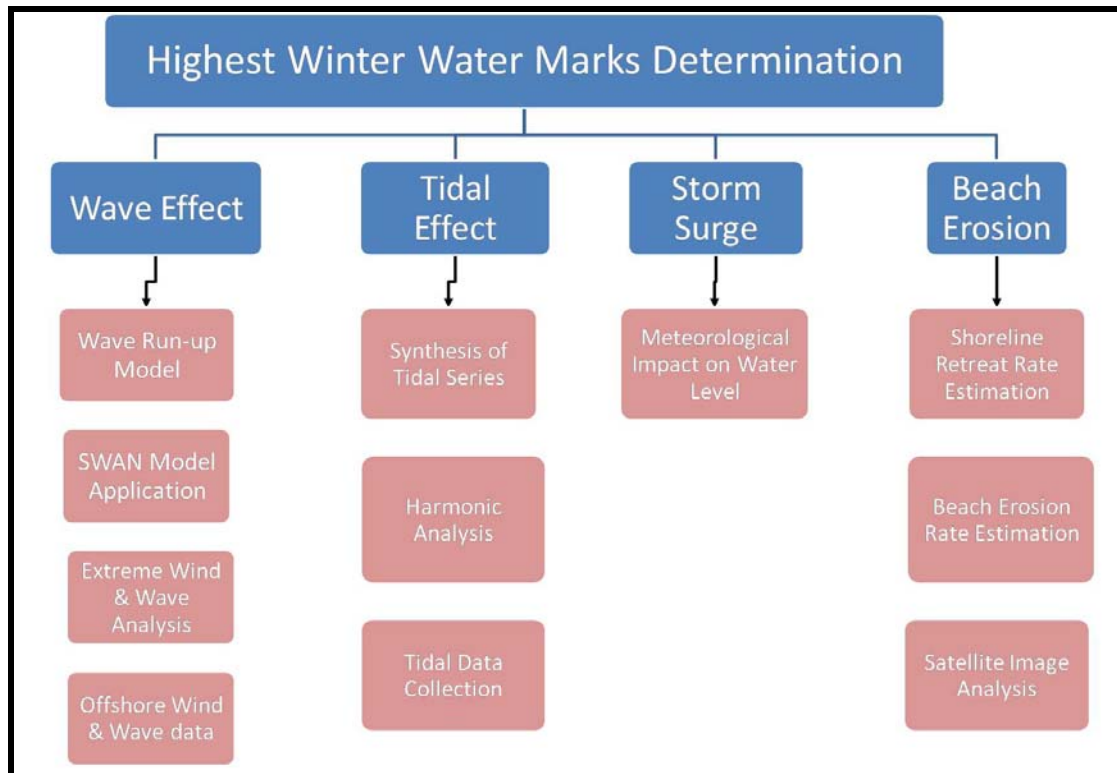 Highest Winter Water Marks Determination
Wave Effect
Tidal
Effect
Storm
Surge
Beach
Erosion
Wave Run-up
Model
SWAN Model
Application
Extreme Wind
& Wave
Analysis
Offshore Wind
& Wave data
Synthesis of
Tidal Series
Harmonic
Analysis
Tidal Data
Collection
Meteorological
Impact on Water
Level
Shoreline
Retreat Rate
Estimation
Beach Erosion
Rate Estimation
Satellite Image
Analysis